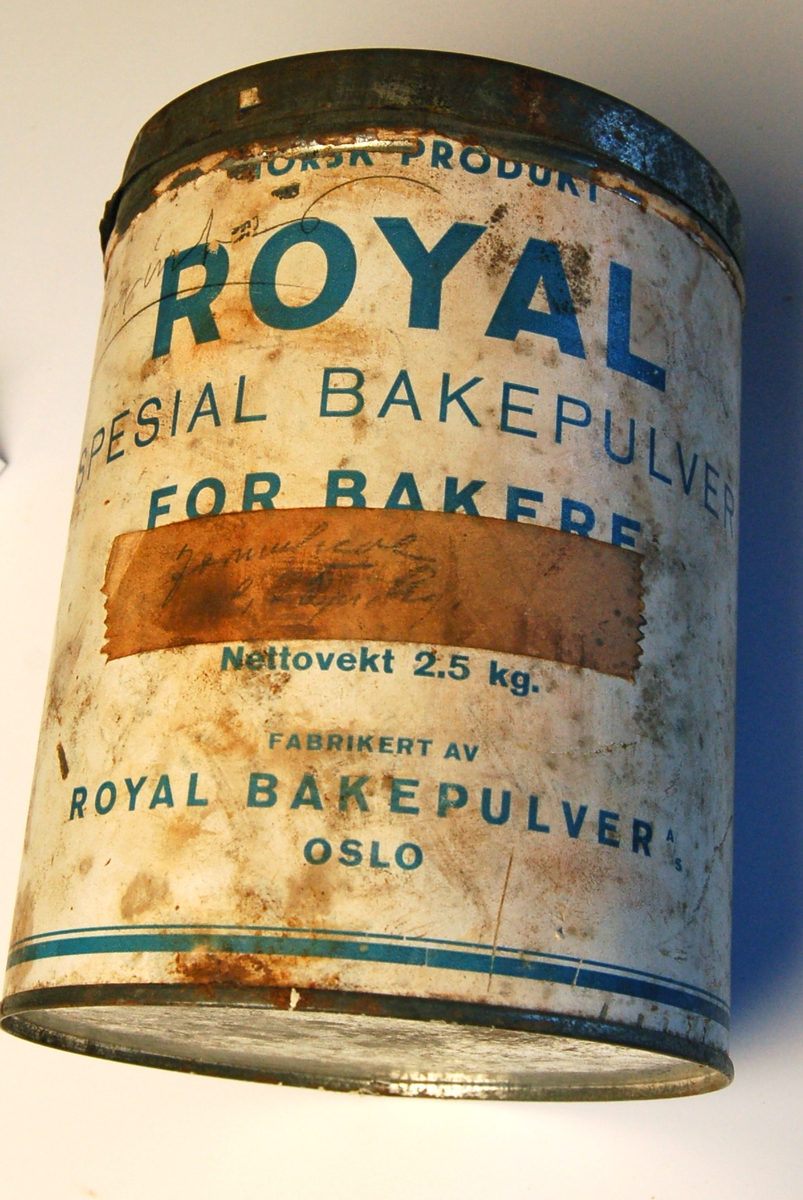 NORSK PRODUKT
ROYAL
SPESIAL BAKEPULVER
FOR BAKERE
Nettovekt 2.5 kg.
FABRIKERT AV
ROYAL BAKEPULVER A/S
OSLO